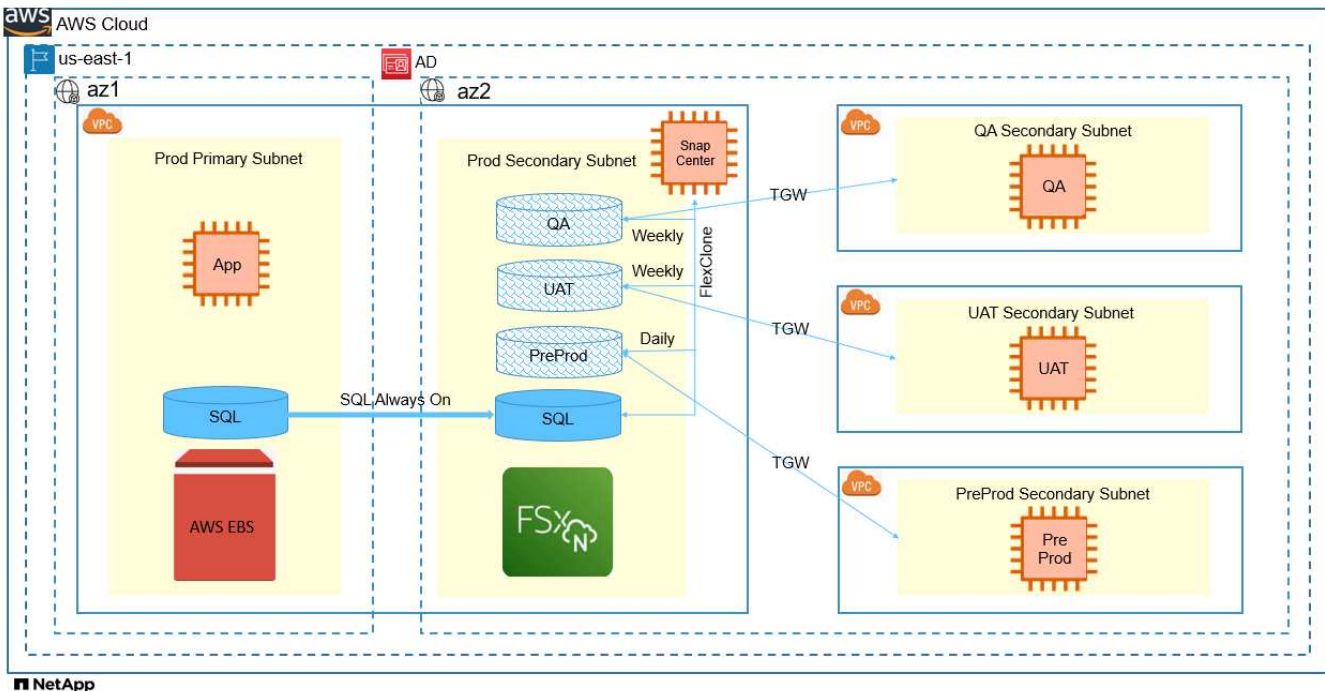 aws
AWS Cloud
us-east-1
AD
az1
az2
VPC
Prod Primary Subnet
App
SQL
AWS EBS
SQL Always On
Prod Secondary Subnet
Snap
Center
QA
Weekly
Weekly
UAT
Daily
PreProd
SQL
FlexClone
FSx
N
TGW
TGW
TGW
VPC
QA Secondary Subnet
QA
VPC
UAT Secondary Subnet
UAT
VPC
PreProd Secondary Subnet
Pre
Prod
NetApp